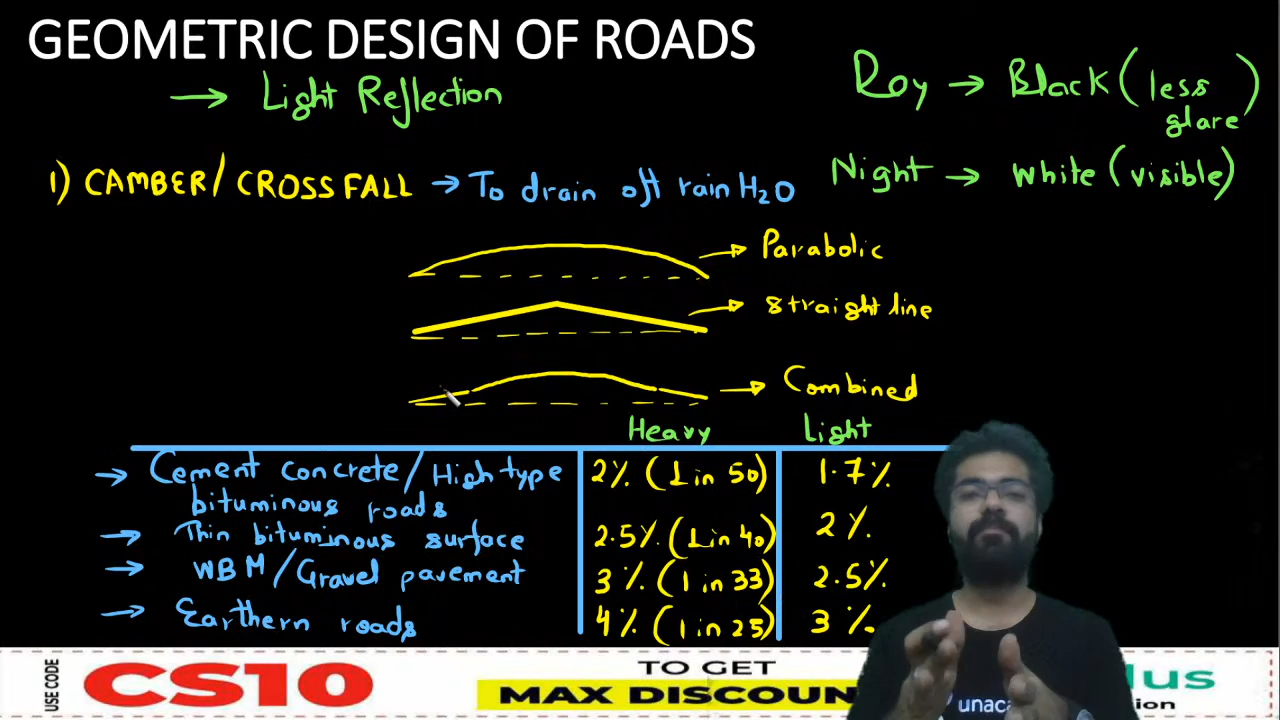 GEOMETRIC DESIGN OF ROADS
→ Light Reflection
Day → Black (less glare)
Night → White (visible)
1) CAMBER / CROSS FALL → To drain off rain H2O
→ Parabolic
→ Straight line
→ Combined
Heavy Light
→ Cement concrete / High type 2% (1 in 50) 1.7%
bituminous roads
→ Thin bituminous surface 2.5% (1 in 40) 2%
→ WBM / Gravel pavement 3% (1 in 33) 2.5%
→ Earthern roads 4% (1 in 25) 3%
USE CODE
CS10
TO GET
MAX DISCOUN
lus
ion
unac